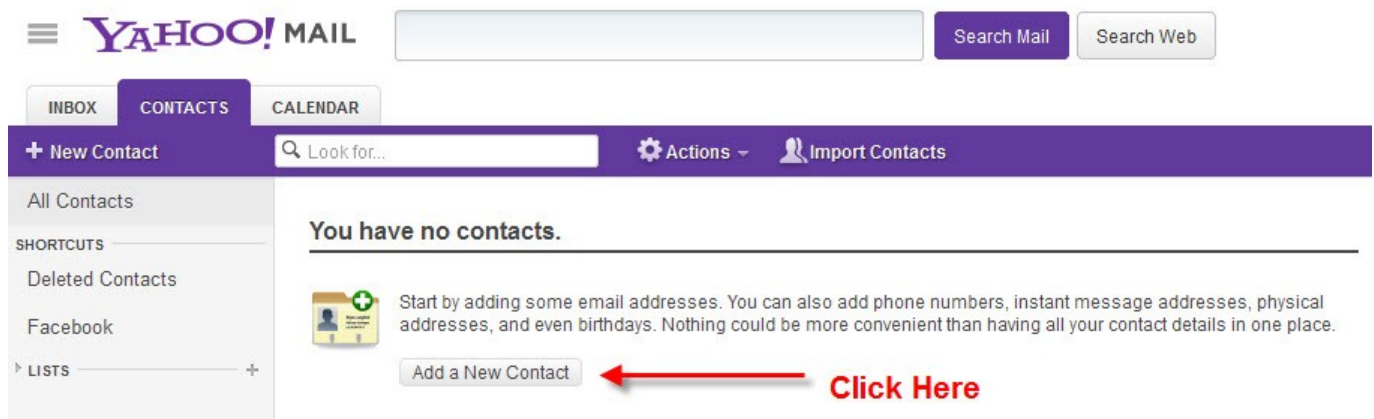 YAHOO! MAIL
Search Mail
Search Web
INBOX
CONTACTS
CALENDAR
+ New Contact
Look for...
Actions
Import Contacts
All Contacts
SHORTCUTS
Deleted Contacts
Facebook
LISTS +
You have no contacts.
Start by adding some email addresses. You can also add phone numbers, instant message addresses, physical
addresses, and even birthdays. Nothing could be more convenient than having all your contact details in one place.
Add a New Contact
Click Here